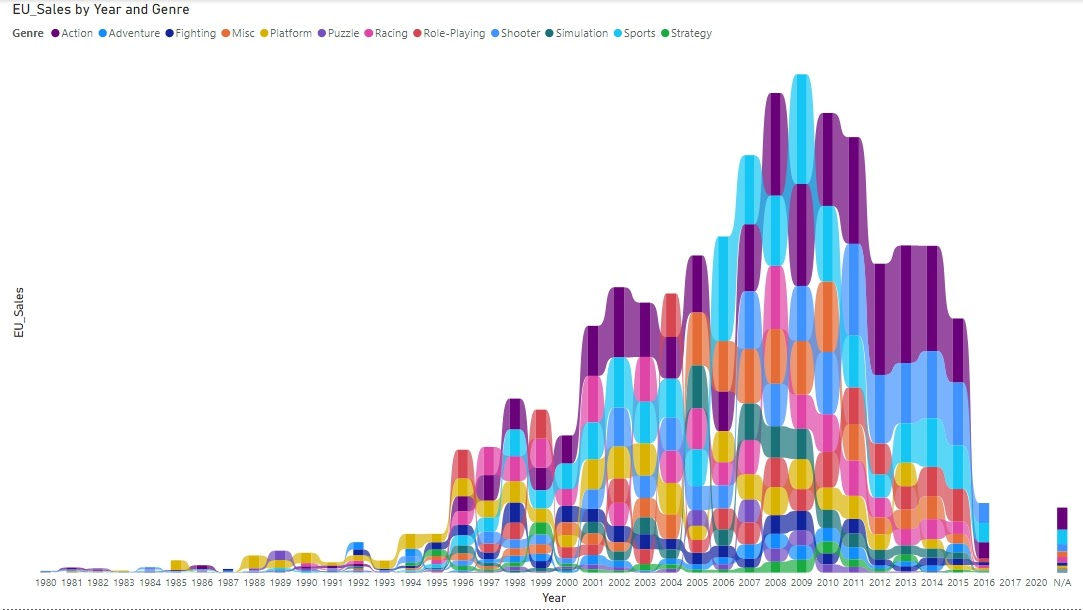 EU_Sales by Year and Genre
Genre Action Adventure Fighting Misc Platform Puzzle Racing Role-Playing Shooter Simulation Sports Strategy
EU_Sales
1980 1981 1982 1983 1984 1985 1986 1987 1988 1989 1990 1991 1992 1993 1994 1995 1996 1997 1998 1999 2000 2001 2002 2003 2004 2005 2006 2007 2008 2009 2010 2011 2012 2013 2014 2015 2016 2017 2020 N/A
Year